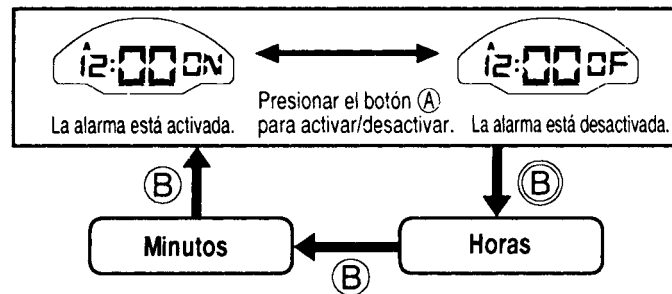 A
12:00 ON
A
12:00 OF
Presionar el botón Ⓐ
para activar/desactivar.
La alarma está activada.
La alarma está desactivada.
Ⓑ
Ⓑ
Minutos
Horas
Ⓑ